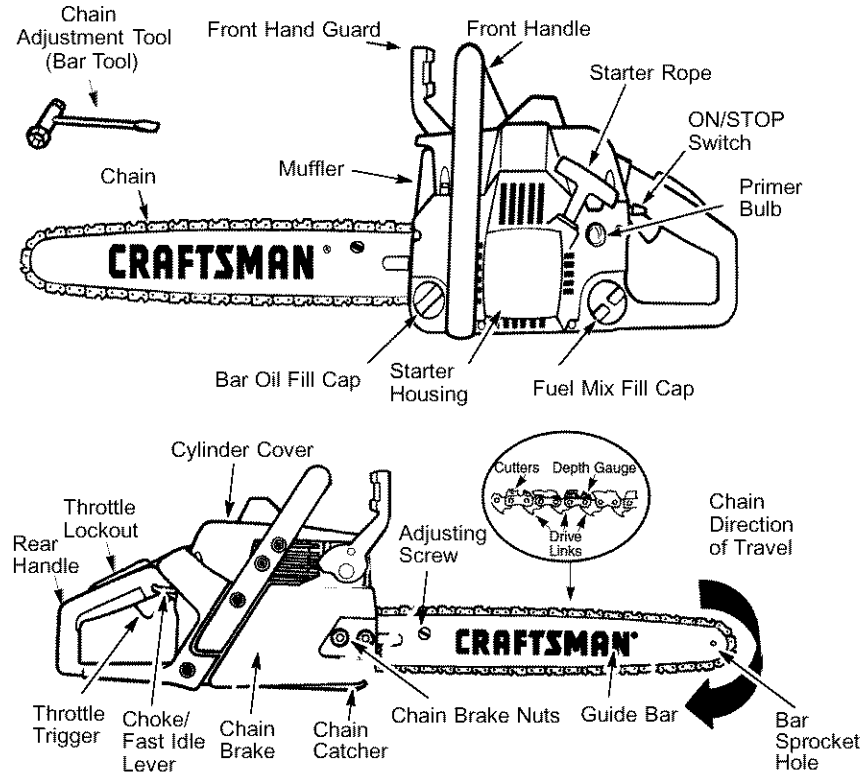 Chain
Adjustment Tool
(Bar Tool)
Front Hand Guard
Front Handle
Starter Rope
ON/STOP
Switch
Muffler
Primer
Bulb
Chain
CRAFTSMAN
Bar Oil Fill Cap
Starter
Housing
Fuel Mix Fill Cap
Cylinder Cover
Cutters
Depth Gauge
Drive
Links
Throttle
Lockout
Rear
Handle
Adjusting
Screw
Chain
Direction
of Travel
CRAFTSMAN
Throttle
Trigger
Choke/
Fast Idle
Lever
Chain
Brake
Chain
Catcher
Chain Brake Nuts
Guide Bar
Bar
Sprocket
Hole